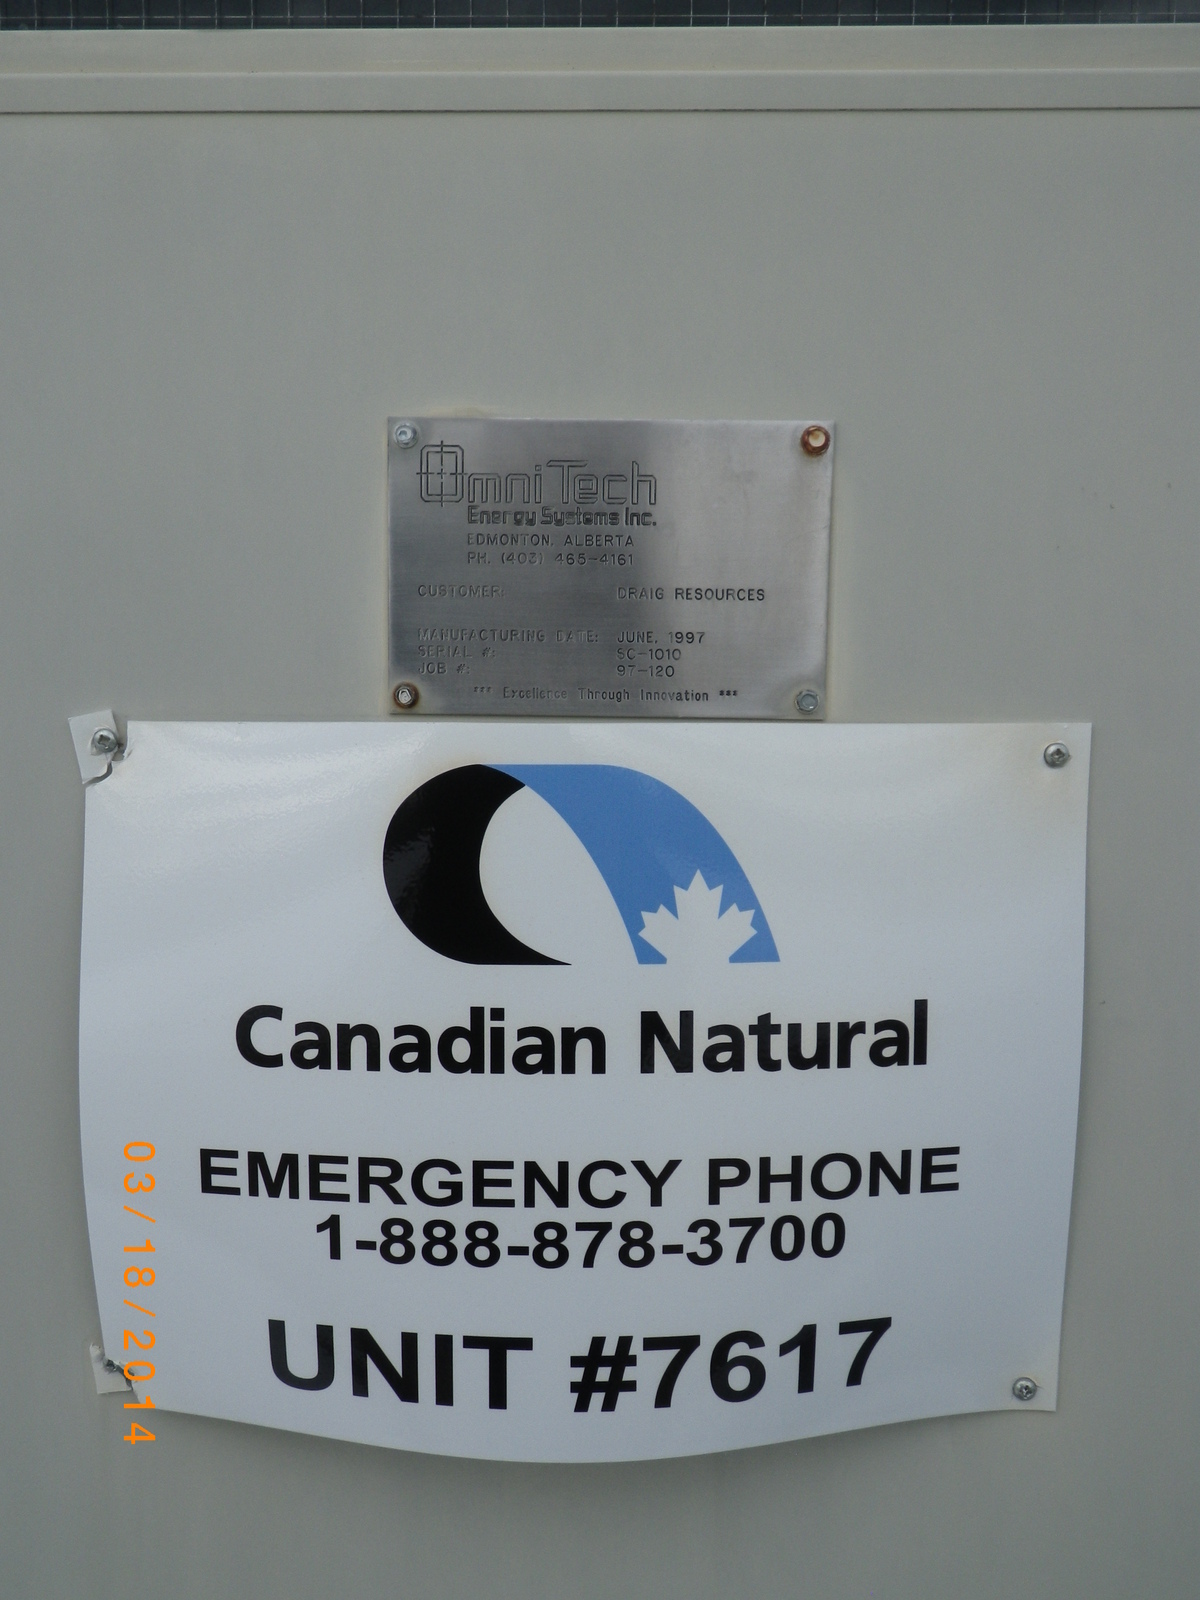 OmniTech
Energy Systems Inc.
EDMONTON, ALBERTA
PH. (403) 465-4161
CUSTOMER: DRAIG RESOURCES
MANUFACTURING DATE: JUNE, 1997
SERIAL #: SC-1010
JOB #: 97-120
*** Excellence Through Innovation ***
Canadian Natural
EMERGENCY PHONE
1-888-878-3700
UNIT #7617
03/18/2014